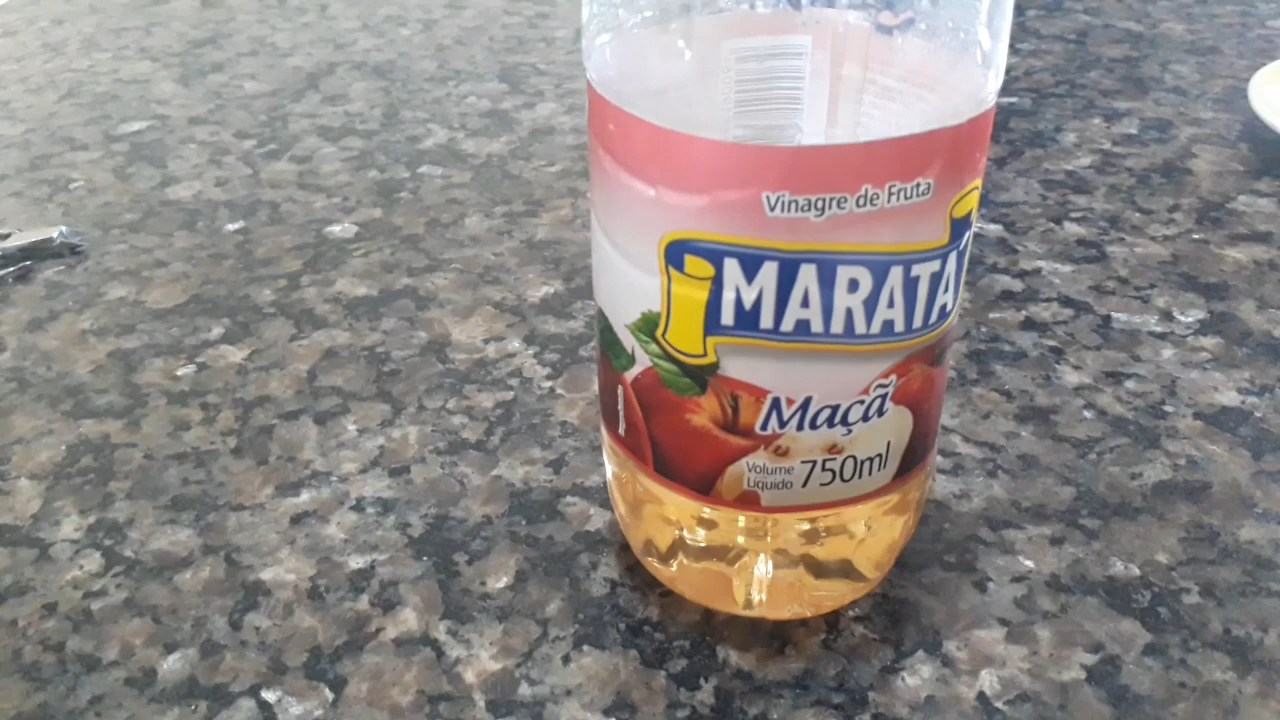 Vinagre de Fruta
MARATÁ
Maçã
Volume
Líquido 750ml